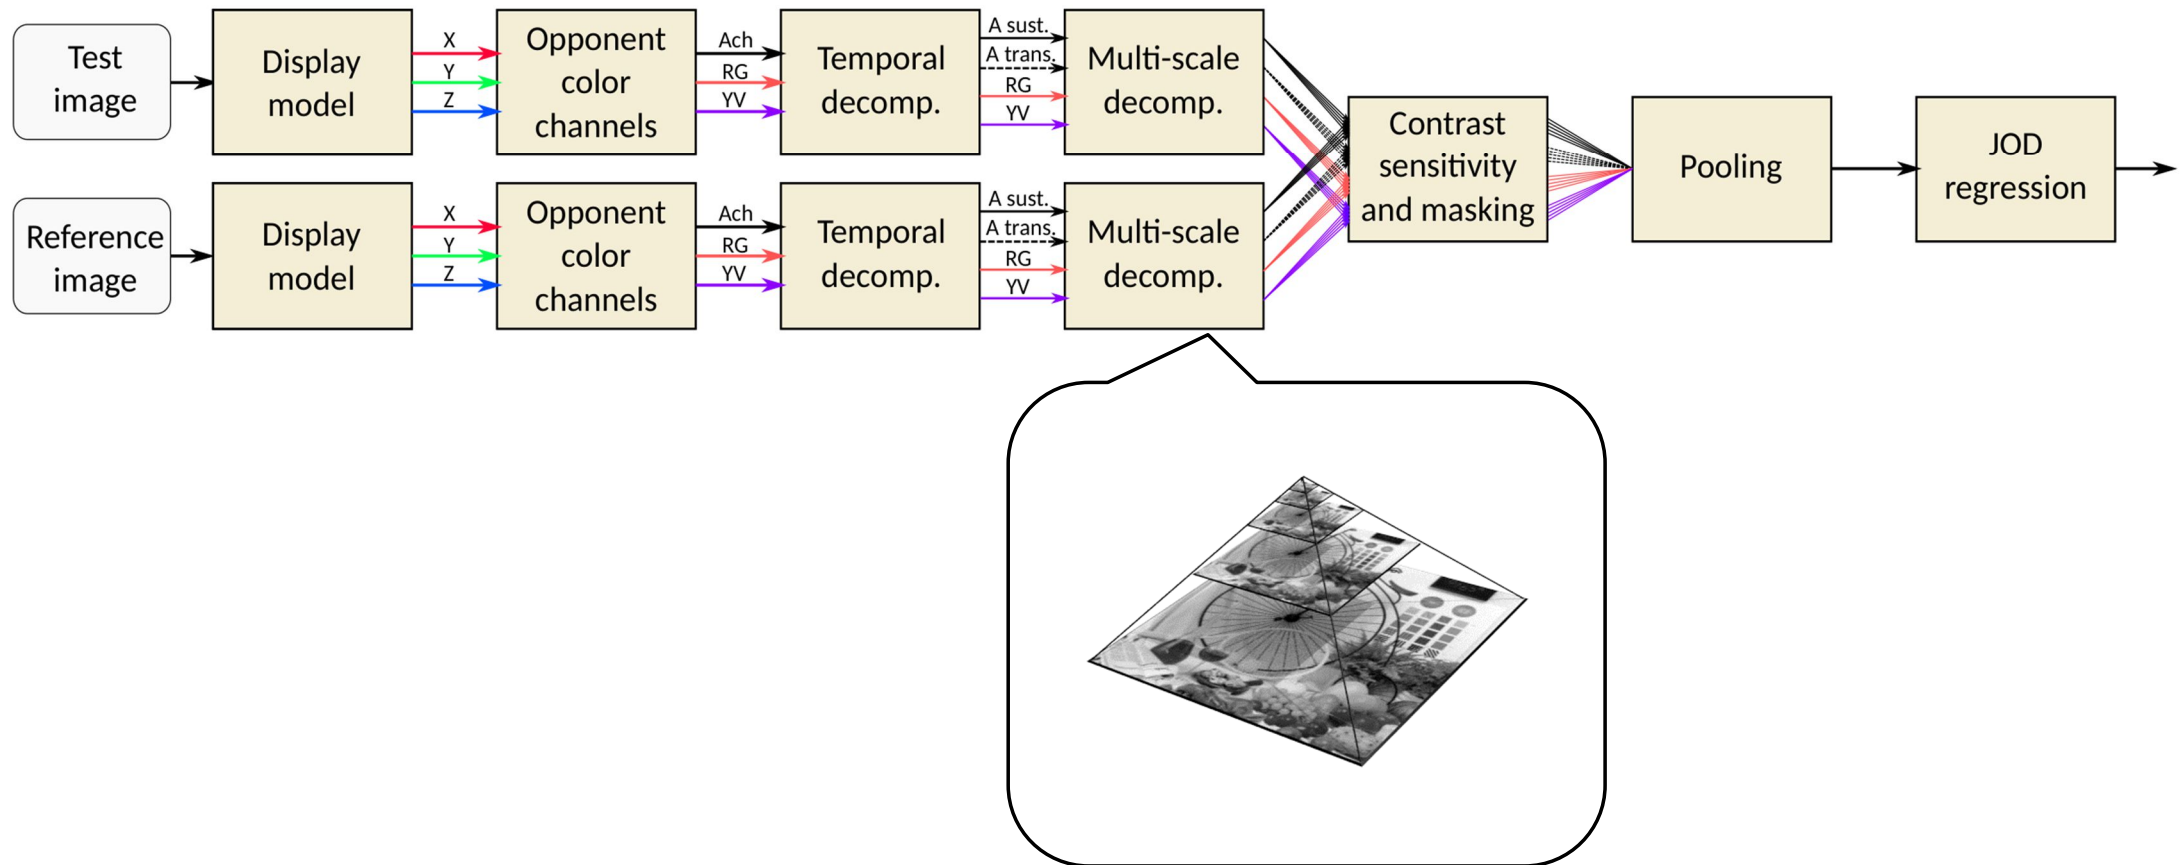 Test
image
Display
model
X
Y
Z
Opponent
color
channels
Ach
RG
YV
Temporal
decomp.
A sust.
A trans.
RG
YV
Multi-scale
decomp.
Reference
image
Display
model
X
Y
Z
Opponent
color
channels
Ach
RG
YV
Temporal
decomp.
A sust.
A trans.
RG
YV
Multi-scale
decomp.
Contrast
sensitivity
and masking
Pooling
JOD
regression